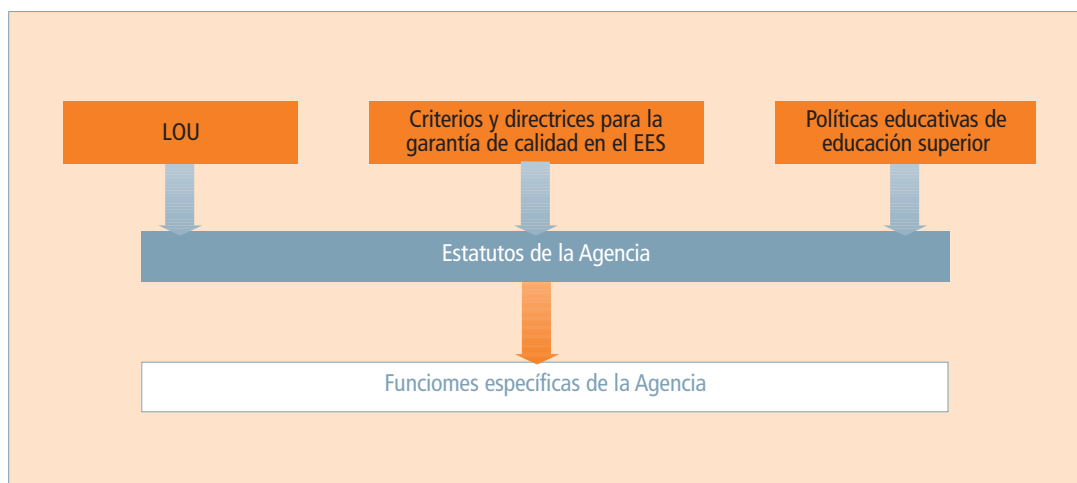 LOU
Criterios y directrices para la
garantía de calidad en el EES
Políticas educativas de
educación superior
Estatutos de la Agencia
Funciomes específicas de la Agencia